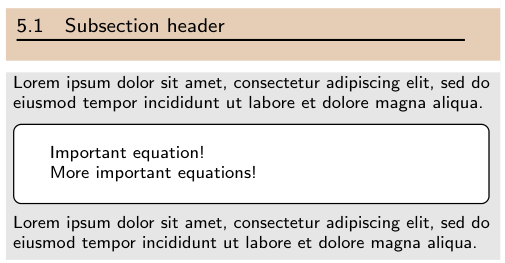 5.1 Subsection header
Lorem ipsum dolor sit amet, consectetur adipiscing elit, sed do
eiusmod tempor incididunt ut labore et dolore magna aliqua.
Important equation!
More important equations!
Lorem ipsum dolor sit amet, consectetur adipiscing elit, sed do
eiusmod tempor incididunt ut labore et dolore magna aliqua.